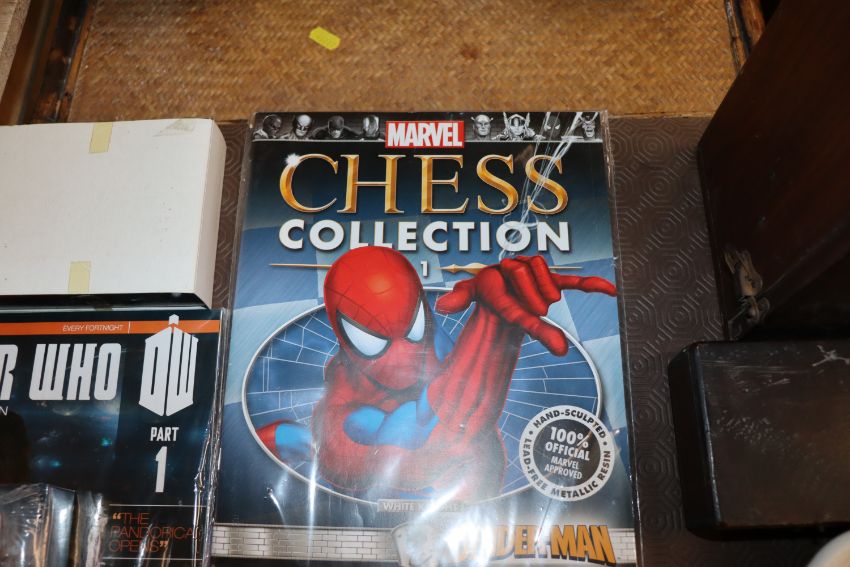 MARVEL
CHESS
COLLECTION
1
HAND-SCULPTED
100%
OFFICIAL
MARVEL
APPROVED
LEAD-FREE METALLIC RESIN
WHITE
EVERY FORTNIGHT
R WHO
DW
PART
1
"THE
PANDORICA
OPENS"